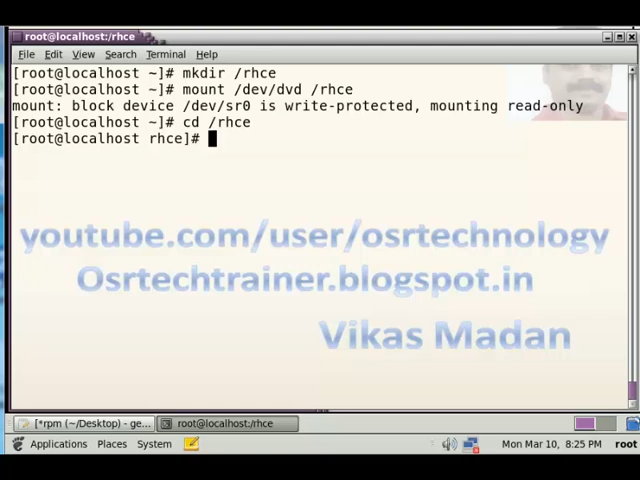 root@localhost:/rhce
File Edit View Search Terminal Help
[root@localhost ~]# mkdir /rhce
[root@localhost ~]# mount /dev/dvd /rhce
mount: block device /dev/sr0 is write-protected, mounting read-only
[root@localhost ~]# cd /rhce
[root@localhost rhce]#
youtube.com/user/osrtechnology
Osrtechtrainer.blogspot.in
Vikas Madan
[*rpm (~/Desktop) - ge... root@localhost:/rhce
Applications Places System Mon Mar 10, 8:25 PM root